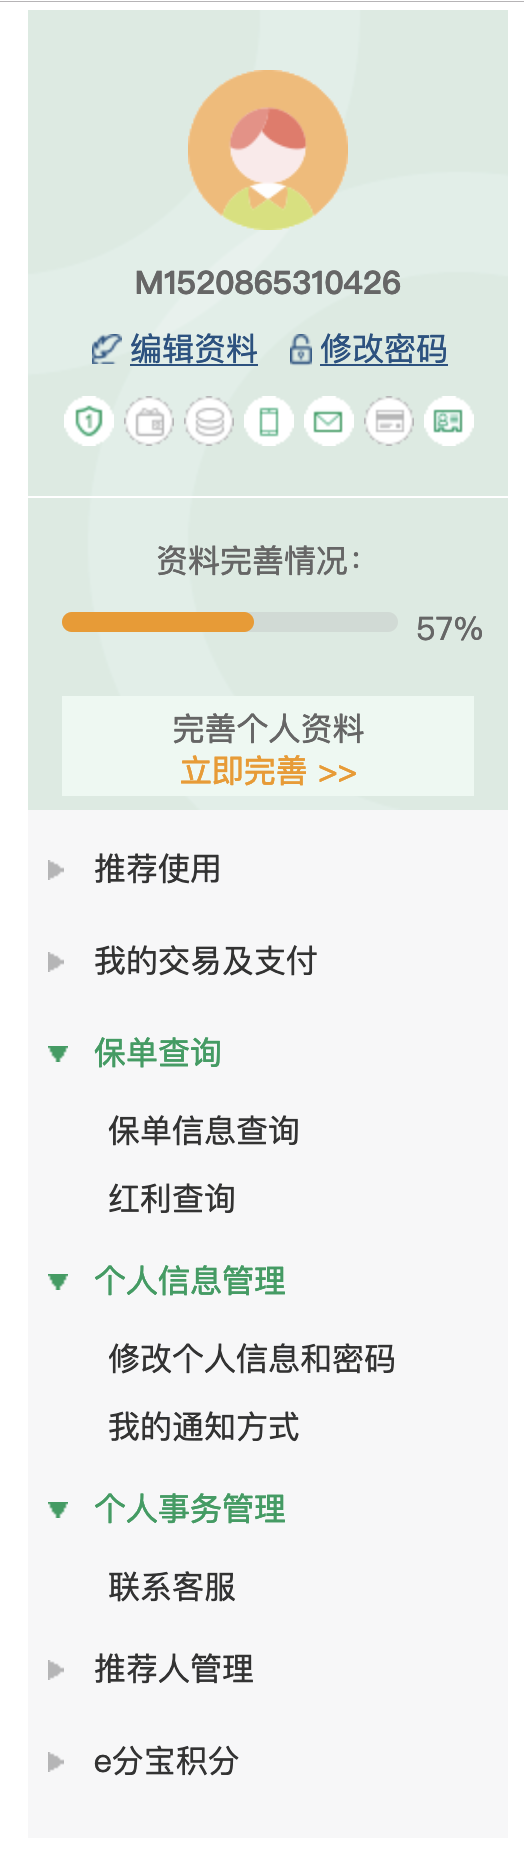 M1520865310426
编辑资料 修改密码
1
资料完善情况：
57%
完善个人资料
立即完善 >>
推荐使用
我的交易及支付
保单查询
保单信息查询
红利查询
个人信息管理
修改个人信息和密码
我的通知方式
个人事务管理
联系客服
推荐人管理
e分宝积分